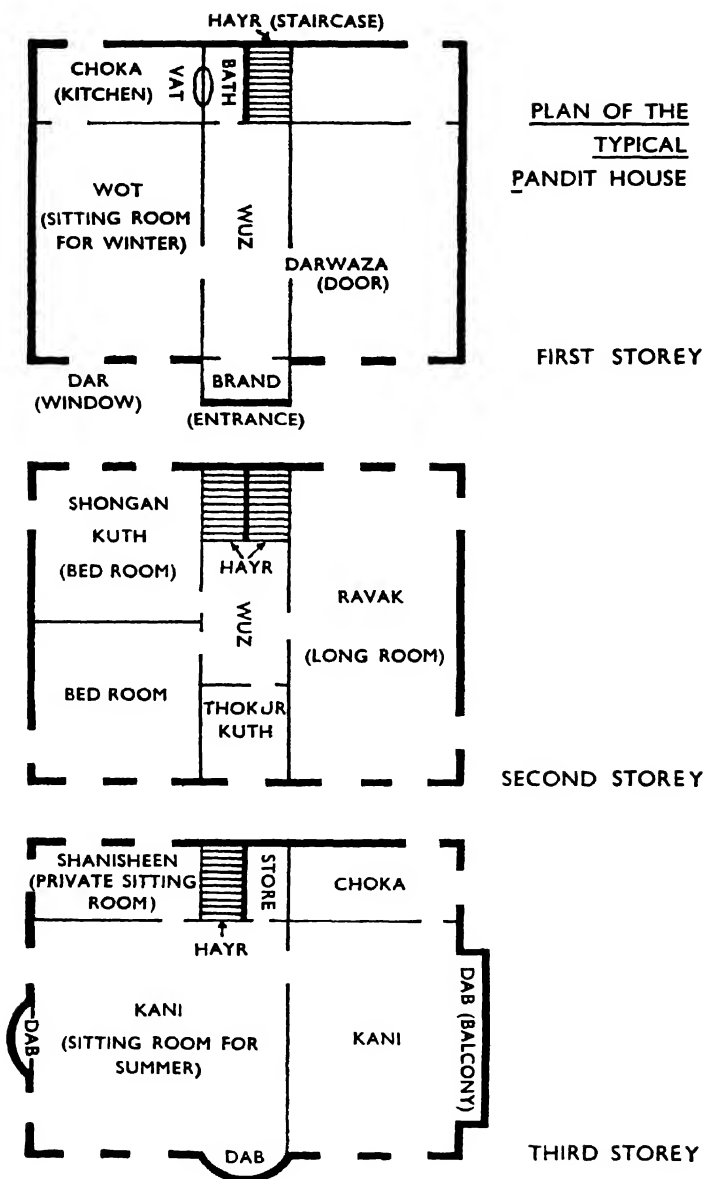 HAYR (STAIRCASE)
CHOKA
(KITCHEN)
VAT
BATH
PLAN OF THE
TYPICAL
PANDIT HOUSE
WOT
(SITTING ROOM
FOR WINTER)
WUZ
DARWAZA
(DOOR)
FIRST STOREY
DAR
(WINDOW)
BRAND
(ENTRANCE)
SHONGAN
KUTH
(BED ROOM)
HAYR
WUZ
RAVAK
(LONG ROOM)
BED ROOM
THOKUR
KUTH
SECOND STOREY
SHANISHEEN
(PRIVATE SITTING
ROOM)
STORE
CHOKA
HAYR
KANI
(SITTING ROOM FOR
SUMMER)
KANI
DAB
DAB (BALCONY)
DAB
THIRD STOREY